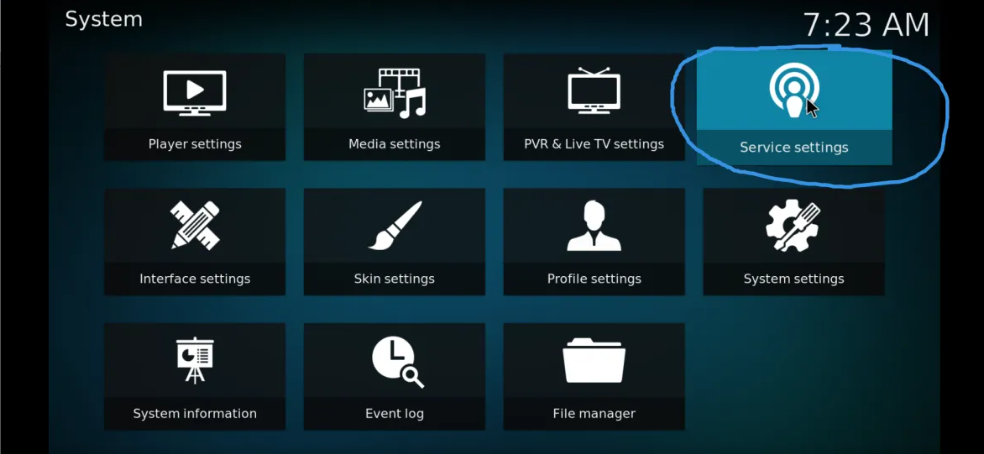 System
7:23 AM
Player settings
Media settings
PVR & Live TV settings
Service settings
Interface settings
Skin settings
Profile settings
System settings
System information
Event log
File manager